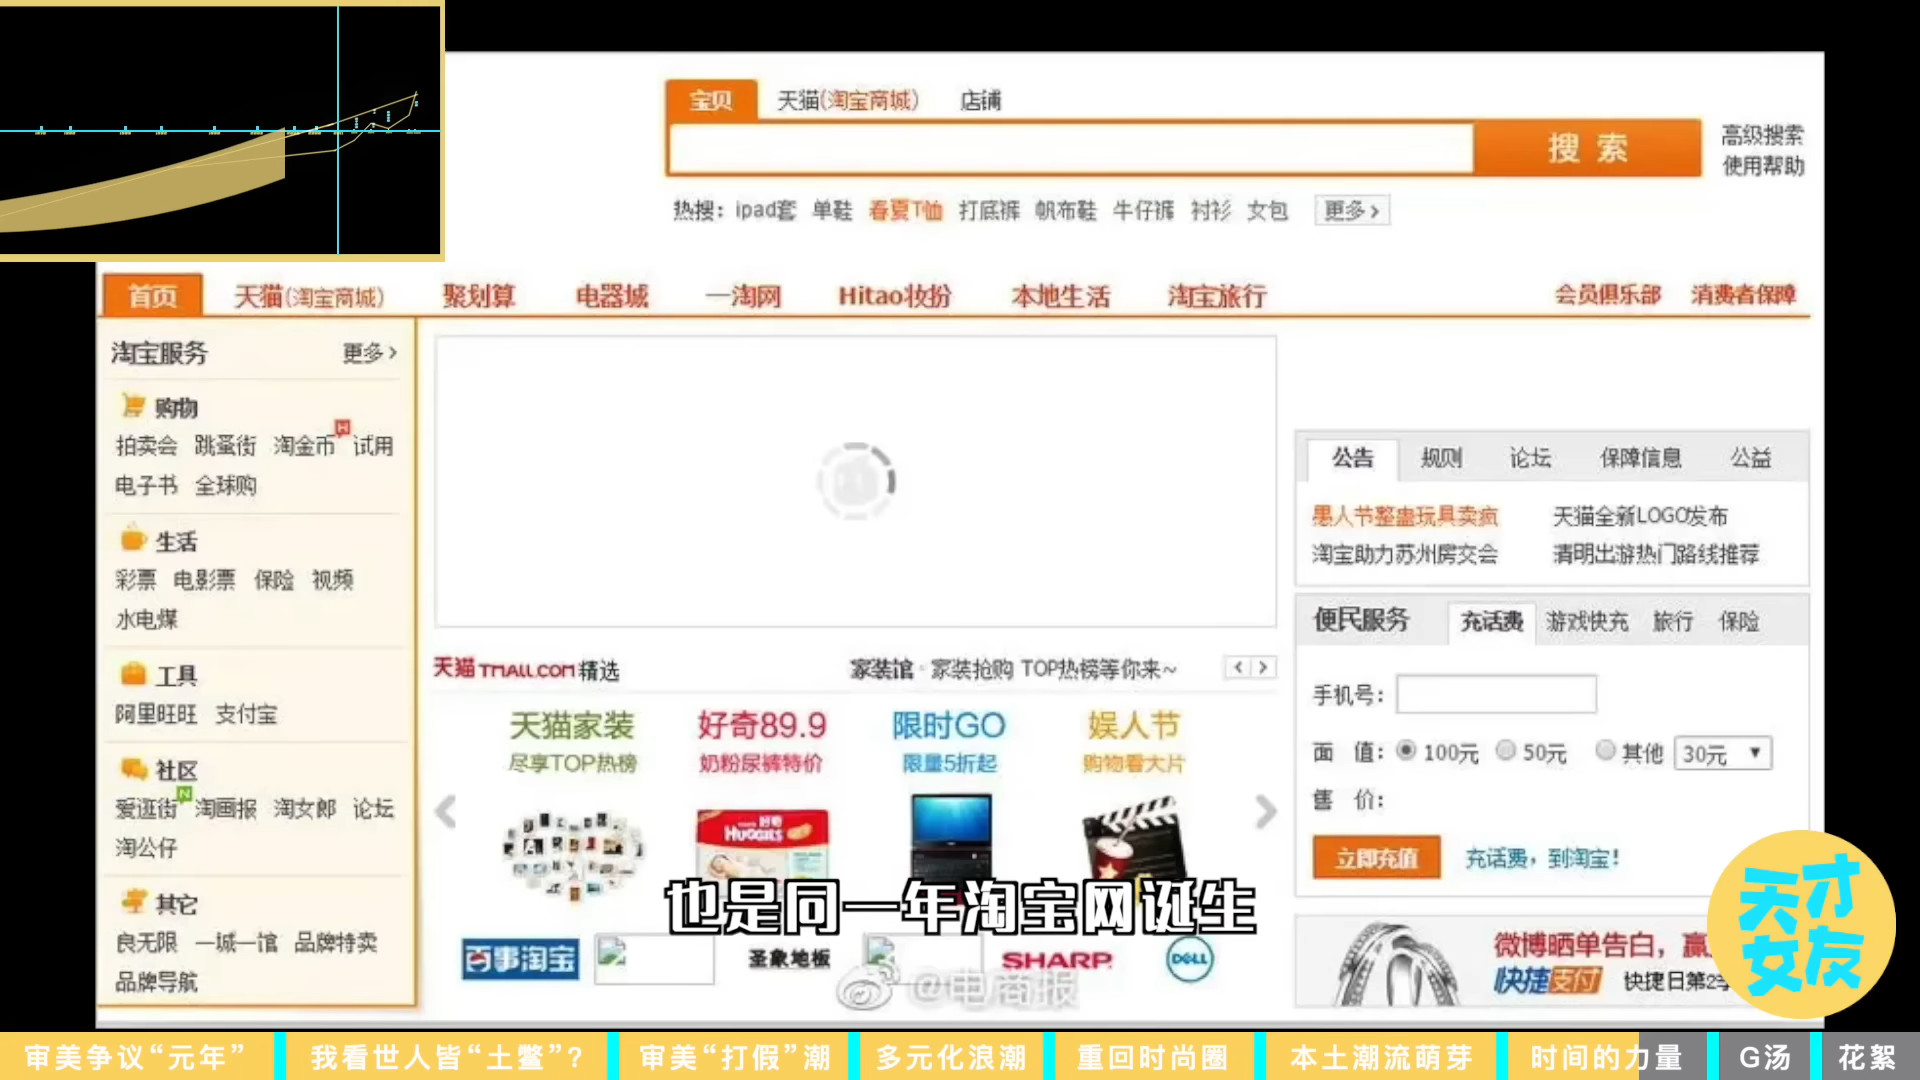 宝贝 天猫(淘宝商城) 店铺
搜索
高级搜索
使用帮助
热搜： ipad套 单鞋 春夏T恤 打底裤 帆布鞋 牛仔裤 衬衫 女包 更多>
首页 天猫(淘宝商城) 聚划算 电器城 一淘网 Hitao妆扮 本地生活 淘宝旅行 会员俱乐部 消费者保障
淘宝服务 更多>
购物
拍卖会 跳蚤街 淘金币 H 试用
电子书 全球购
生活
彩票 电影票 保险 视频
水电煤
工具
阿里旺旺 支付宝
社区
爱逛街 N 淘画报 淘女郎 论坛
淘公仔
其它
良无限 一城一馆 品牌特卖
品牌导航
天猫 TMALL.COM 精选 家装馆 · 家装抢购 TOP热榜等你来~ < >
天猫家装 好奇89.9 限时GO 娱人节
尽享TOP热榜 奶粉尿裤特价 限量5折起 购物看大片
好奇
HUGGIES
百事淘宝 圣象地板 SHARP DELL
公告 规则 论坛 保障信息 公益
愚人节整蛊玩具卖疯 天猫全新LOGO发布
淘宝助力苏州房交会 清明出游热门路线推荐
便民服务 充话费 游戏快充 旅行 保险
手机号：
面 值： 100元 50元 其他 30元
售 价：
立即充值 充话费，到淘宝！
微博晒单告白，赢
快捷支付 快捷日第2季
也是同一年淘宝网诞生
@电商报
天才
女友
审美争议“元年” 我看世人皆“土鳖”？ 审美“打假”潮 多元化浪潮 重回时尚圈 本土潮流萌芽 时间的力量 G汤 花絮